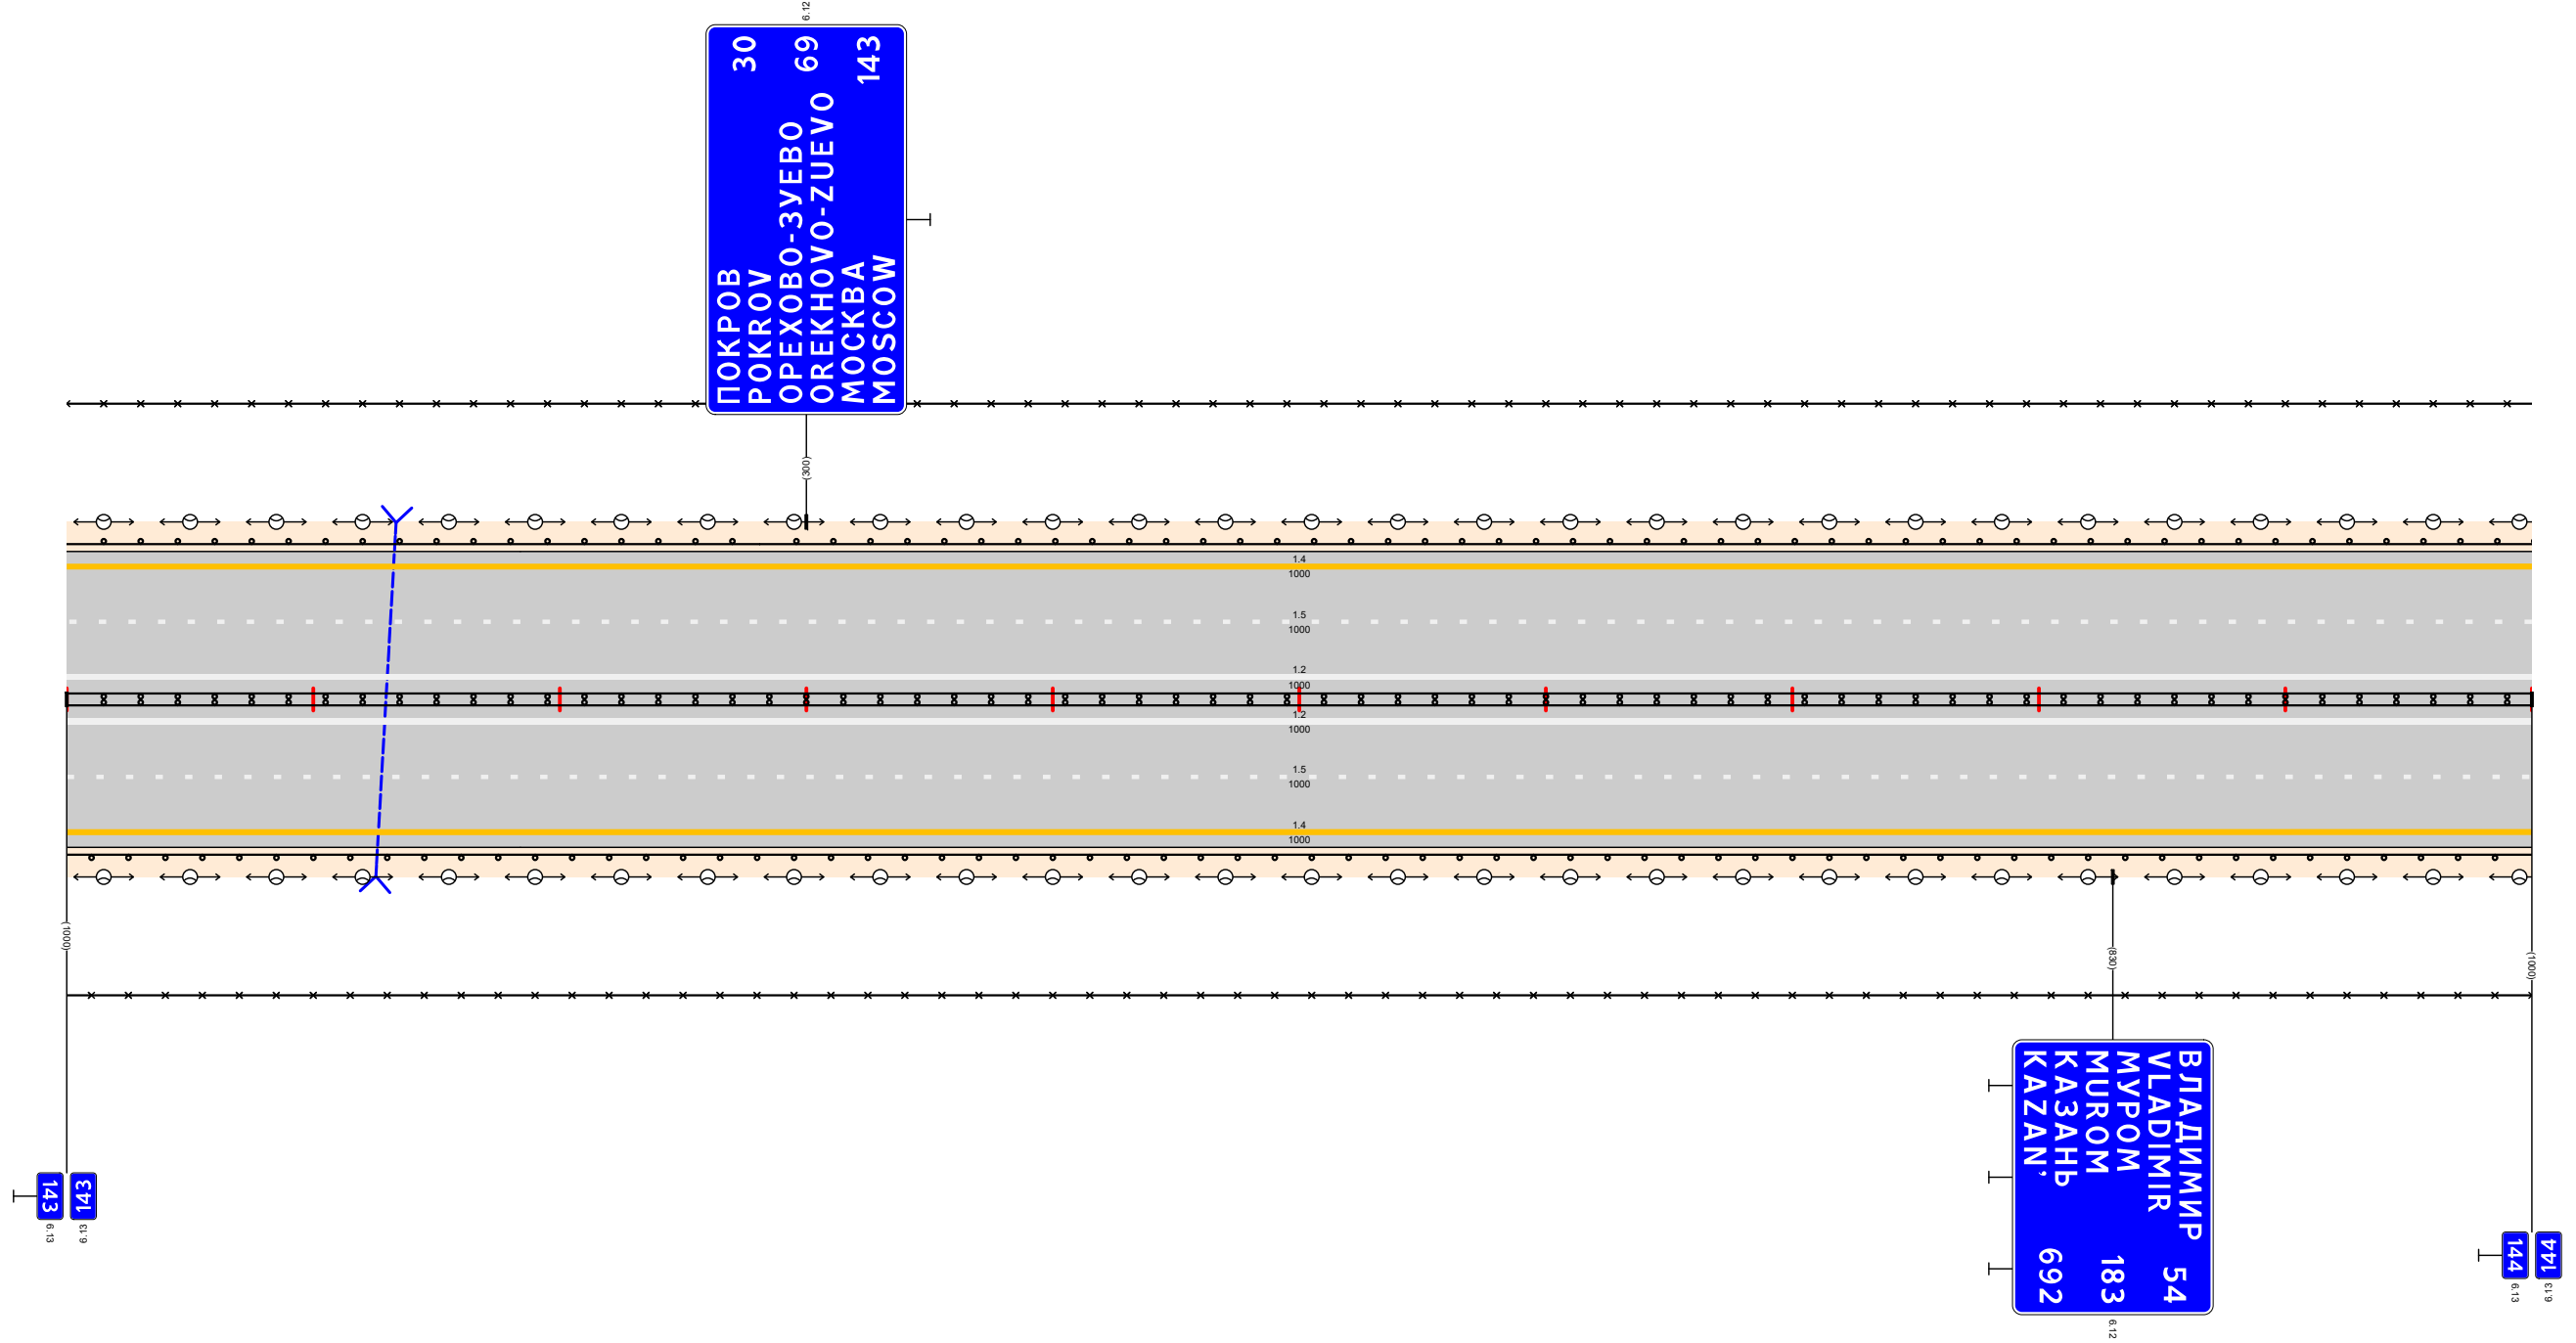 6.12
ПОКРОВ 30
POKROV
ОРЕХОВО-ЗУЕВО 69
OREKHOVO-ZUEVO
МОСКВА 143
MOSCOW
(300)
1.4
1000
1.5
1000
1.2
1000
1.2
1000
1.5
1000
1.4
1000
(1000)
(830)
(1000)
143
6.13
143
6.13
ВЛАДИМИР 54
VLADIMIR
МУРОМ 183
MUROM
КАЗАНЬ 692
KAZAN'
6.12
144
6.13
144
6.13